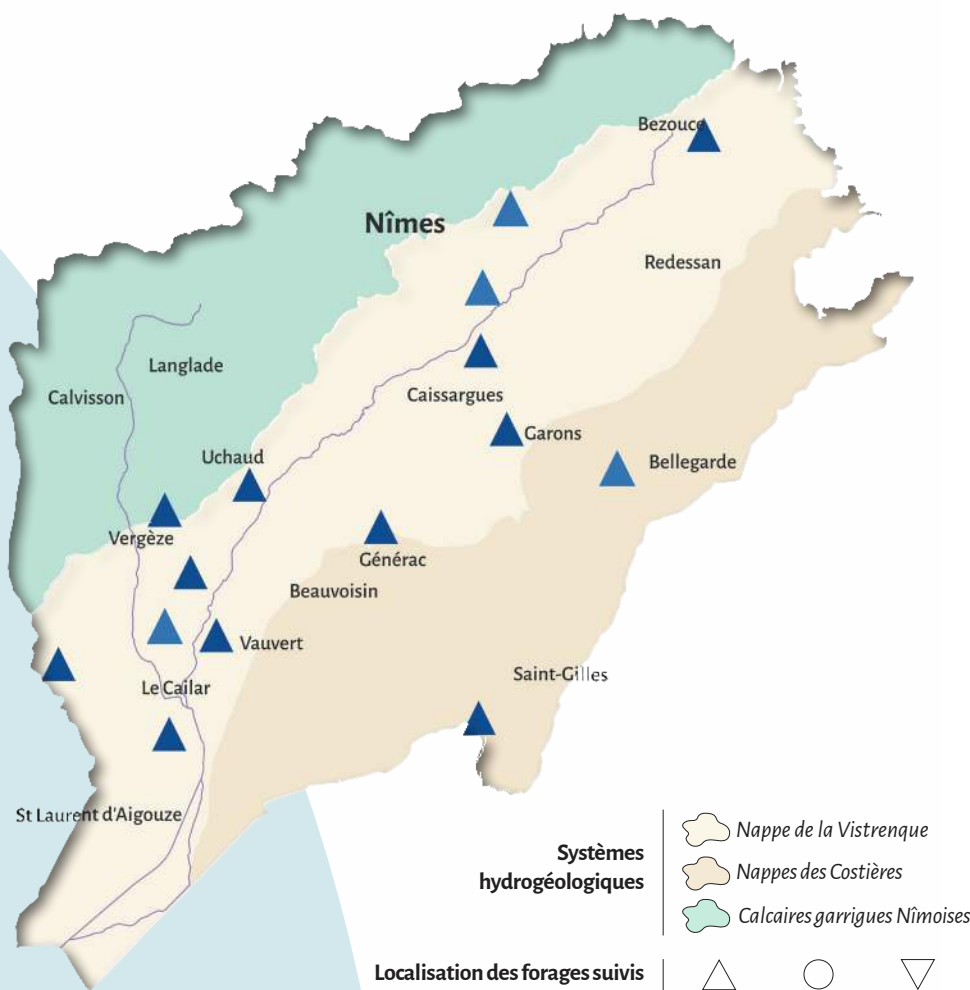 Bezouce
Nîmes
Redessan
Langlade
Calvisson
Caissargues
Garons
Uchaud
Bellegarde
Vergèze
Générac
Beauvoisin
Vauvert
Saint-Gilles
Le Cailar
St Laurent d'Aigouze
Systèmes
hydrogéologiques
Nappe de la Vistrenque
Nappes des Costières
Calcaires garrigues Nîmoises
Localisation des forages suivis